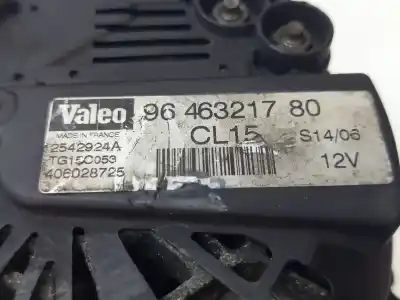 Valeo 96 463217 80
MADE IN FRANCE CL15 S14/06
2542924A 12V
TG15C053
406028725